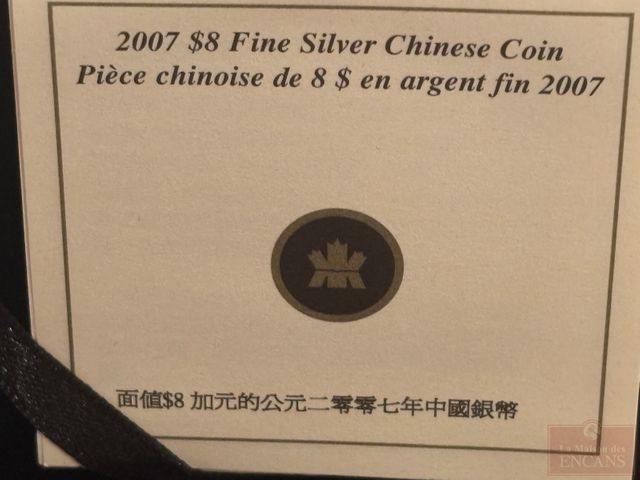 2007 $8 Fine Silver Chinese Coin
Pièce chinoise de 8 $ en argent fin 2007
面值$8 加元的公元二零零七年中國銀幣
La Maison des
ENCANS